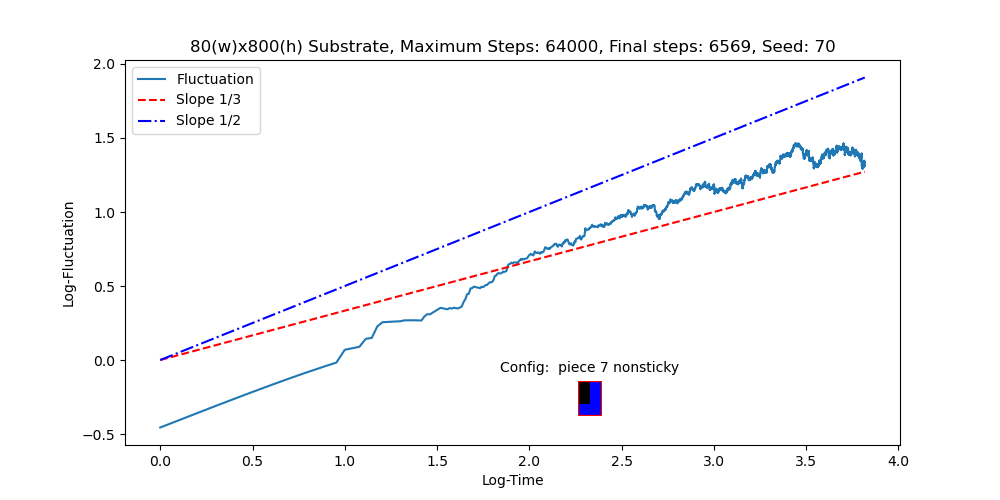 80(w)x800(h) Substrate, Maximum Steps: 64000, Final steps: 6569, Seed: 70
2.0
1.5
1.0
0.5
0.0
−0.5
Log-Fluctuation
Fluctuation
Slope 1/3
Slope 1/2
Config:  piece 7 nonsticky
0.0 0.5 1.0 1.5 2.0 2.5 3.0 3.5 4.0
Log-Time